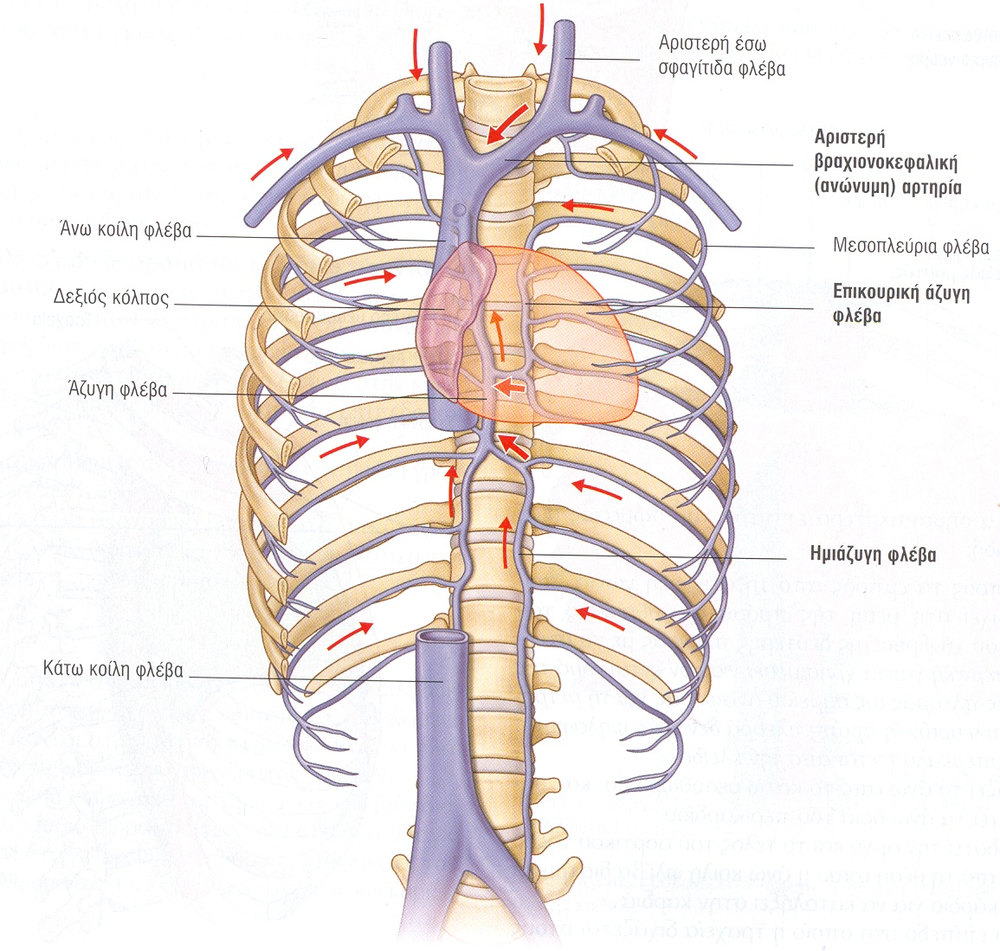 Αριστερή έσω
σφαγίτιδα φλέβα
Αριστερή
βραχιονοκεφαλική
(ανώνυμη) αρτηρία
Άνω κοίλη φλέβα
Μεσοπλεύρια φλέβα
Δεξιός κόλπος
Επικουρική άζυγη
φλέβα
Άζυγη φλέβα
Ημιάζυγη φλέβα
Κάτω κοίλη φλέβα